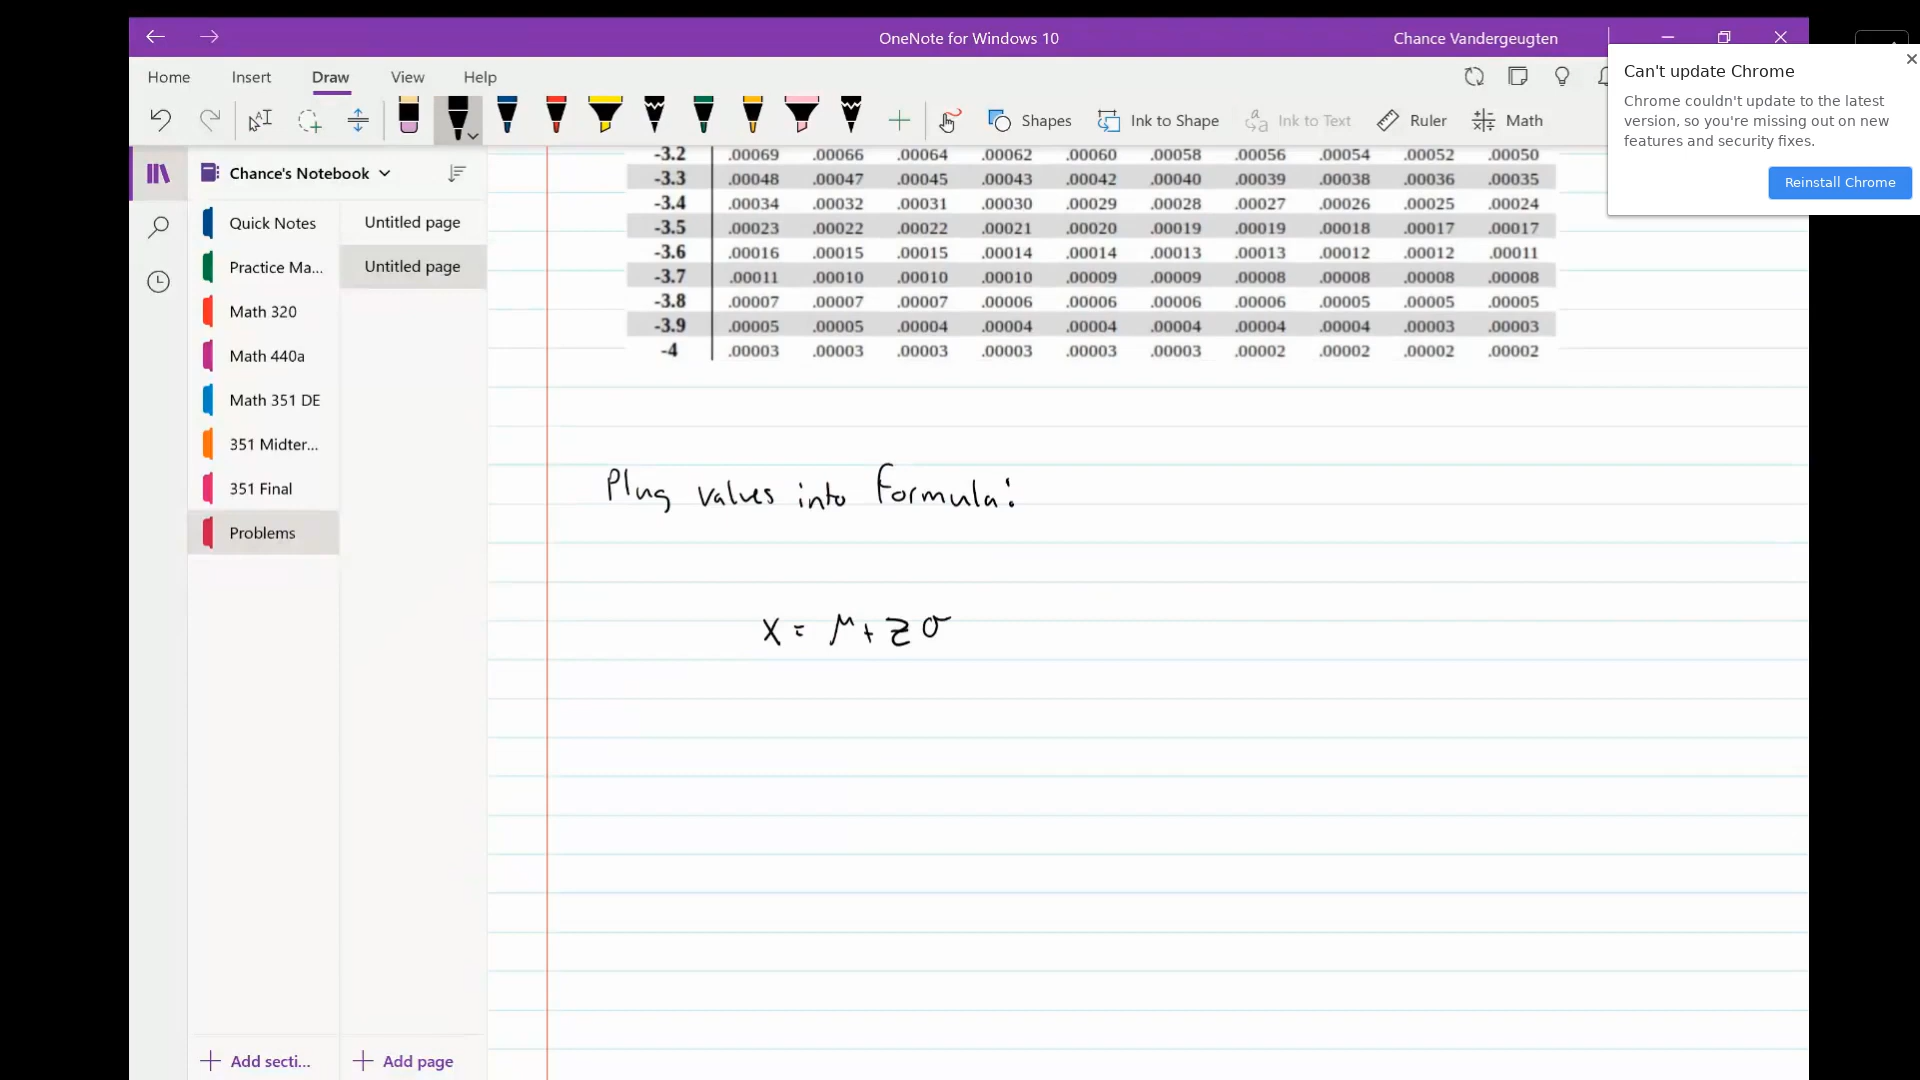 OneNote for Windows 10
Chance Vandergeugten
Can't update Chrome
Chrome couldn't update to the latest
version, so you're missing out on new
features and security fixes.
Reinstall Chrome
Home Insert Draw View Help
Shapes Ink to Shape Ink to Text Ruler Math
Chance's Notebook
Quick Notes
Practice Ma...
Math 320
Math 440a
Math 351 DE
351 Midter...
351 Final
Problems
Add secti...
Untitled page
Untitled page
Add page
-3.2 .00069 .00066 .00064 .00062 .00060 .00058 .00056 .00054 .00052 .00050
-3.3 .00048 .00047 .00045 .00043 .00042 .00040 .00039 .00038 .00036 .00035
-3.4 .00034 .00032 .00031 .00030 .00029 .00028 .00027 .00026 .00025 .00024
-3.5 .00023 .00022 .00022 .00021 .00020 .00019 .00019 .00018 .00017 .00017
-3.6 .00016 .00015 .00015 .00014 .00014 .00013 .00013 .00012 .00012 .00011
-3.7 .00011 .00010 .00010 .00010 .00009 .00009 .00008 .00008 .00008 .00008
-3.8 .00007 .00007 .00007 .00006 .00006 .00006 .00006 .00005 .00005 .00005
-3.9 .00005 .00005 .00004 .00004 .00004 .00004 .00004 .00004 .00003 .00003
-4 .00003 .00003 .00003 .00003 .00003 .00003 .00002 .00002 .00002 .00002
Plug values into formula:
x = μ + z σ